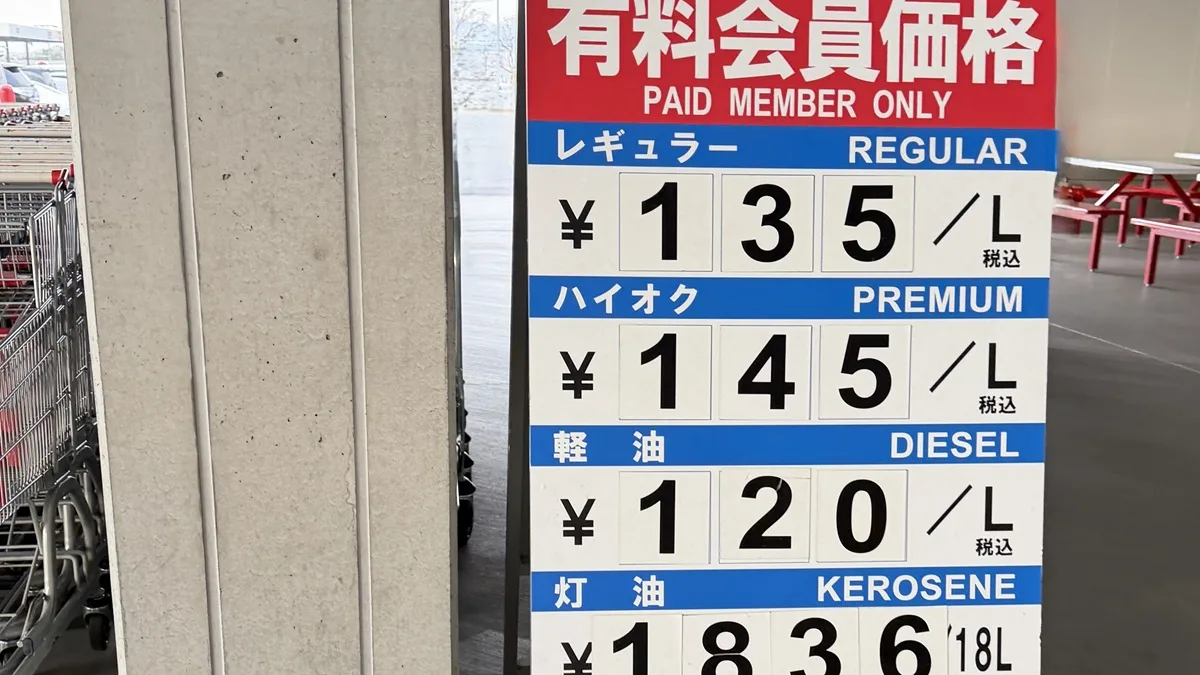 有料会員価格
PAID MEMBER ONLY
レギュラー REGULAR
¥ 135 /L
税込
ハイオク PREMIUM
¥ 145 /L
税込
軽油 DIESEL
¥ 120 /L
税込
灯油 KEROSENE
¥ 1836 /18L